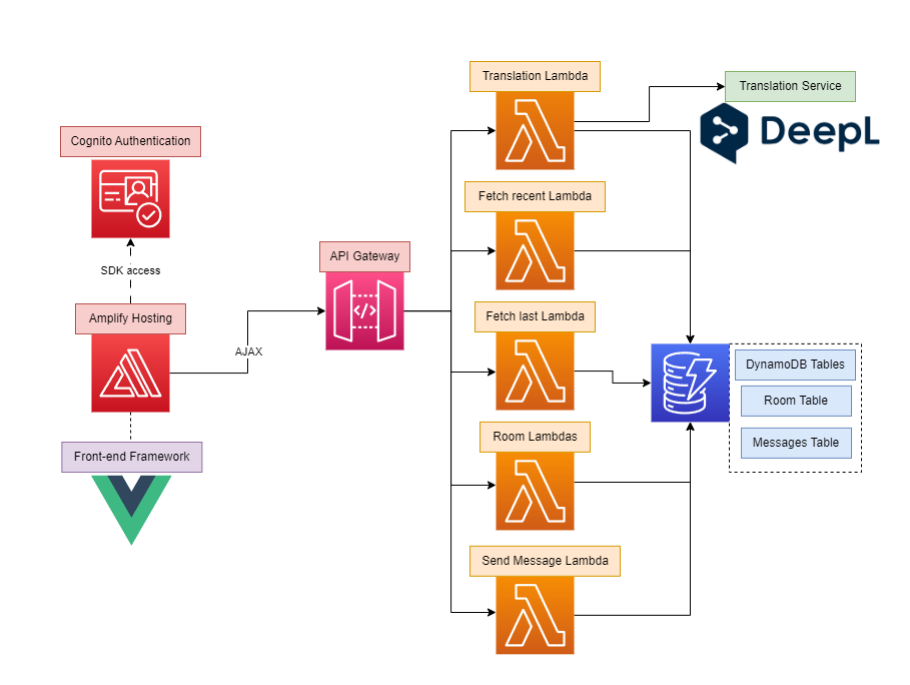 Translation Lambda
Translation Service
DeepL
Cognito Authentication
Fetch recent Lambda
API Gateway
</>
SDK access
Amplify Hosting
Fetch last Lambda
AJAX
DynamoDB Tables
Room Table
Messages Table
Room Lambdas
Front-end Framework
Send Message Lambda